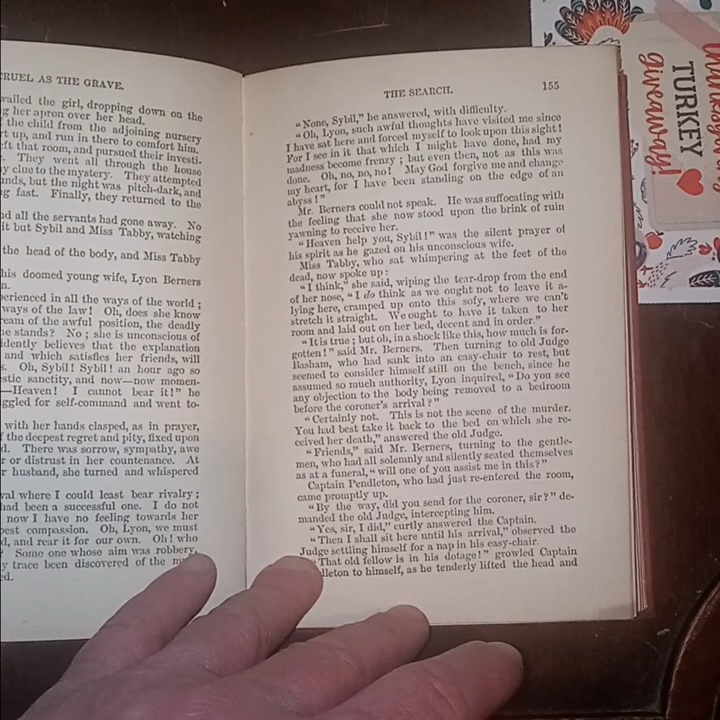 CRUEL AS THE GRAVE.
wailed the girl, dropping down on the
g her apron over her head.
the child from the adjoining nursery
rt up, and run in there to comfort him.
eft that room, and pursued their investi-
. They went all through the house
y clue to the mystery. They attempted
ands, but the night was pitch-dark, and
g fast. Finally, they returned to the
d all the servants had gone away. No
it but Sybil and Miss Tabby, watching
the head of the body, and Miss Tabby
his doomed young wife, Lyon Berners
n.
perienced in all the ways of the world;
ways of the law! Oh, does she know
ream of the awful position, the deadly
he stands? No; she is unconscious of
idently believes that the explanation
and which satisfies her friends, will
s. Oh, Sybil! Sybil! an hour ago so
estic sanctity, and now—now momen-
—Heaven! I cannot bear it!" he
ggled for self-command and went to-
with her hands clasped, as in prayer,
f the deepest regret and pity, fixed upon
d. There was sorrow, sympathy, awe
r or distrust in her countenance. At
r husband, she turned and whispered
val where I could least bear rivalry;
had been a successful one. I do not
now I have no feeling towards her
pest compassion. Oh, Lyon, we must
d, and rear it for our own. Oh! who
? Some one whose aim was robbery,
y trace been discovered of the
ed.
THE SEARCH. 155
"None, Sybil," he answered, with difficulty.
"Oh, Lyon, such awful thoughts have visited me since
I have sat here and forced myself to look upon this sight!
For I see in it that which I might have done, had my
madness become frenzy; but even then, not as this was
done. Oh, no, no, no! May God forgive me and change
my heart, for I have been standing on the edge of an
abyss!"
Mr. Berners could not speak. He was suffocating with
the feeling that she now stood upon the brink of ruin
yawning to receive her.
"Heaven help you, Sybil!" was the silent prayer of
his spirit as he gazed on his unconscious wife.
Miss Tabby, who sat whimpering at the feet of the
dead, now spoke up:
"I think," she said, wiping the tear-drop from the end
of her nose, "I do think as we ought not to leave it a-
lying here, cramped up onto this sofy, where we can't
stretch it straight. We ought to have it taken to her
room and laid out on her bed, decent and in order."
"It is true; but oh, in a shock like this, how much is for-
gotten!" said Mr. Berners. Then turning to old Judge
Basham, who had sank into an easy-chair to rest, but
seemed to consider himself still on the bench, since he
assumed so much authority, Lyon inquired, "Do you see
any objection to the body being removed to a bedroom
before the coroner's arrival?"
"Certainly not. This is not the scene of the murder.
You had best take it back to the bed on which she re-
ceived her death," answered the old Judge.
"Friends," said Mr. Berners, turning to the gentle-
men, who had all solemnly and silently seated themselves
as at a funeral, "will one of you assist me in this?"
Captain Pendleton, who had just re-entered the room,
came promptly up.
"By the way, did you send for the coroner, sir?" de-
manded the old Judge, intercepting him.
"Yes, sir, I did," curtly answered the Captain.
"Then I shall sit here until his arrival," observed the
Judge settling himself for a nap in his easy-chair.
"That old fellow is in his dotage!" growled Captain
dleton to himself, as he tenderly lifted the head and
TURKEY
giveaway!